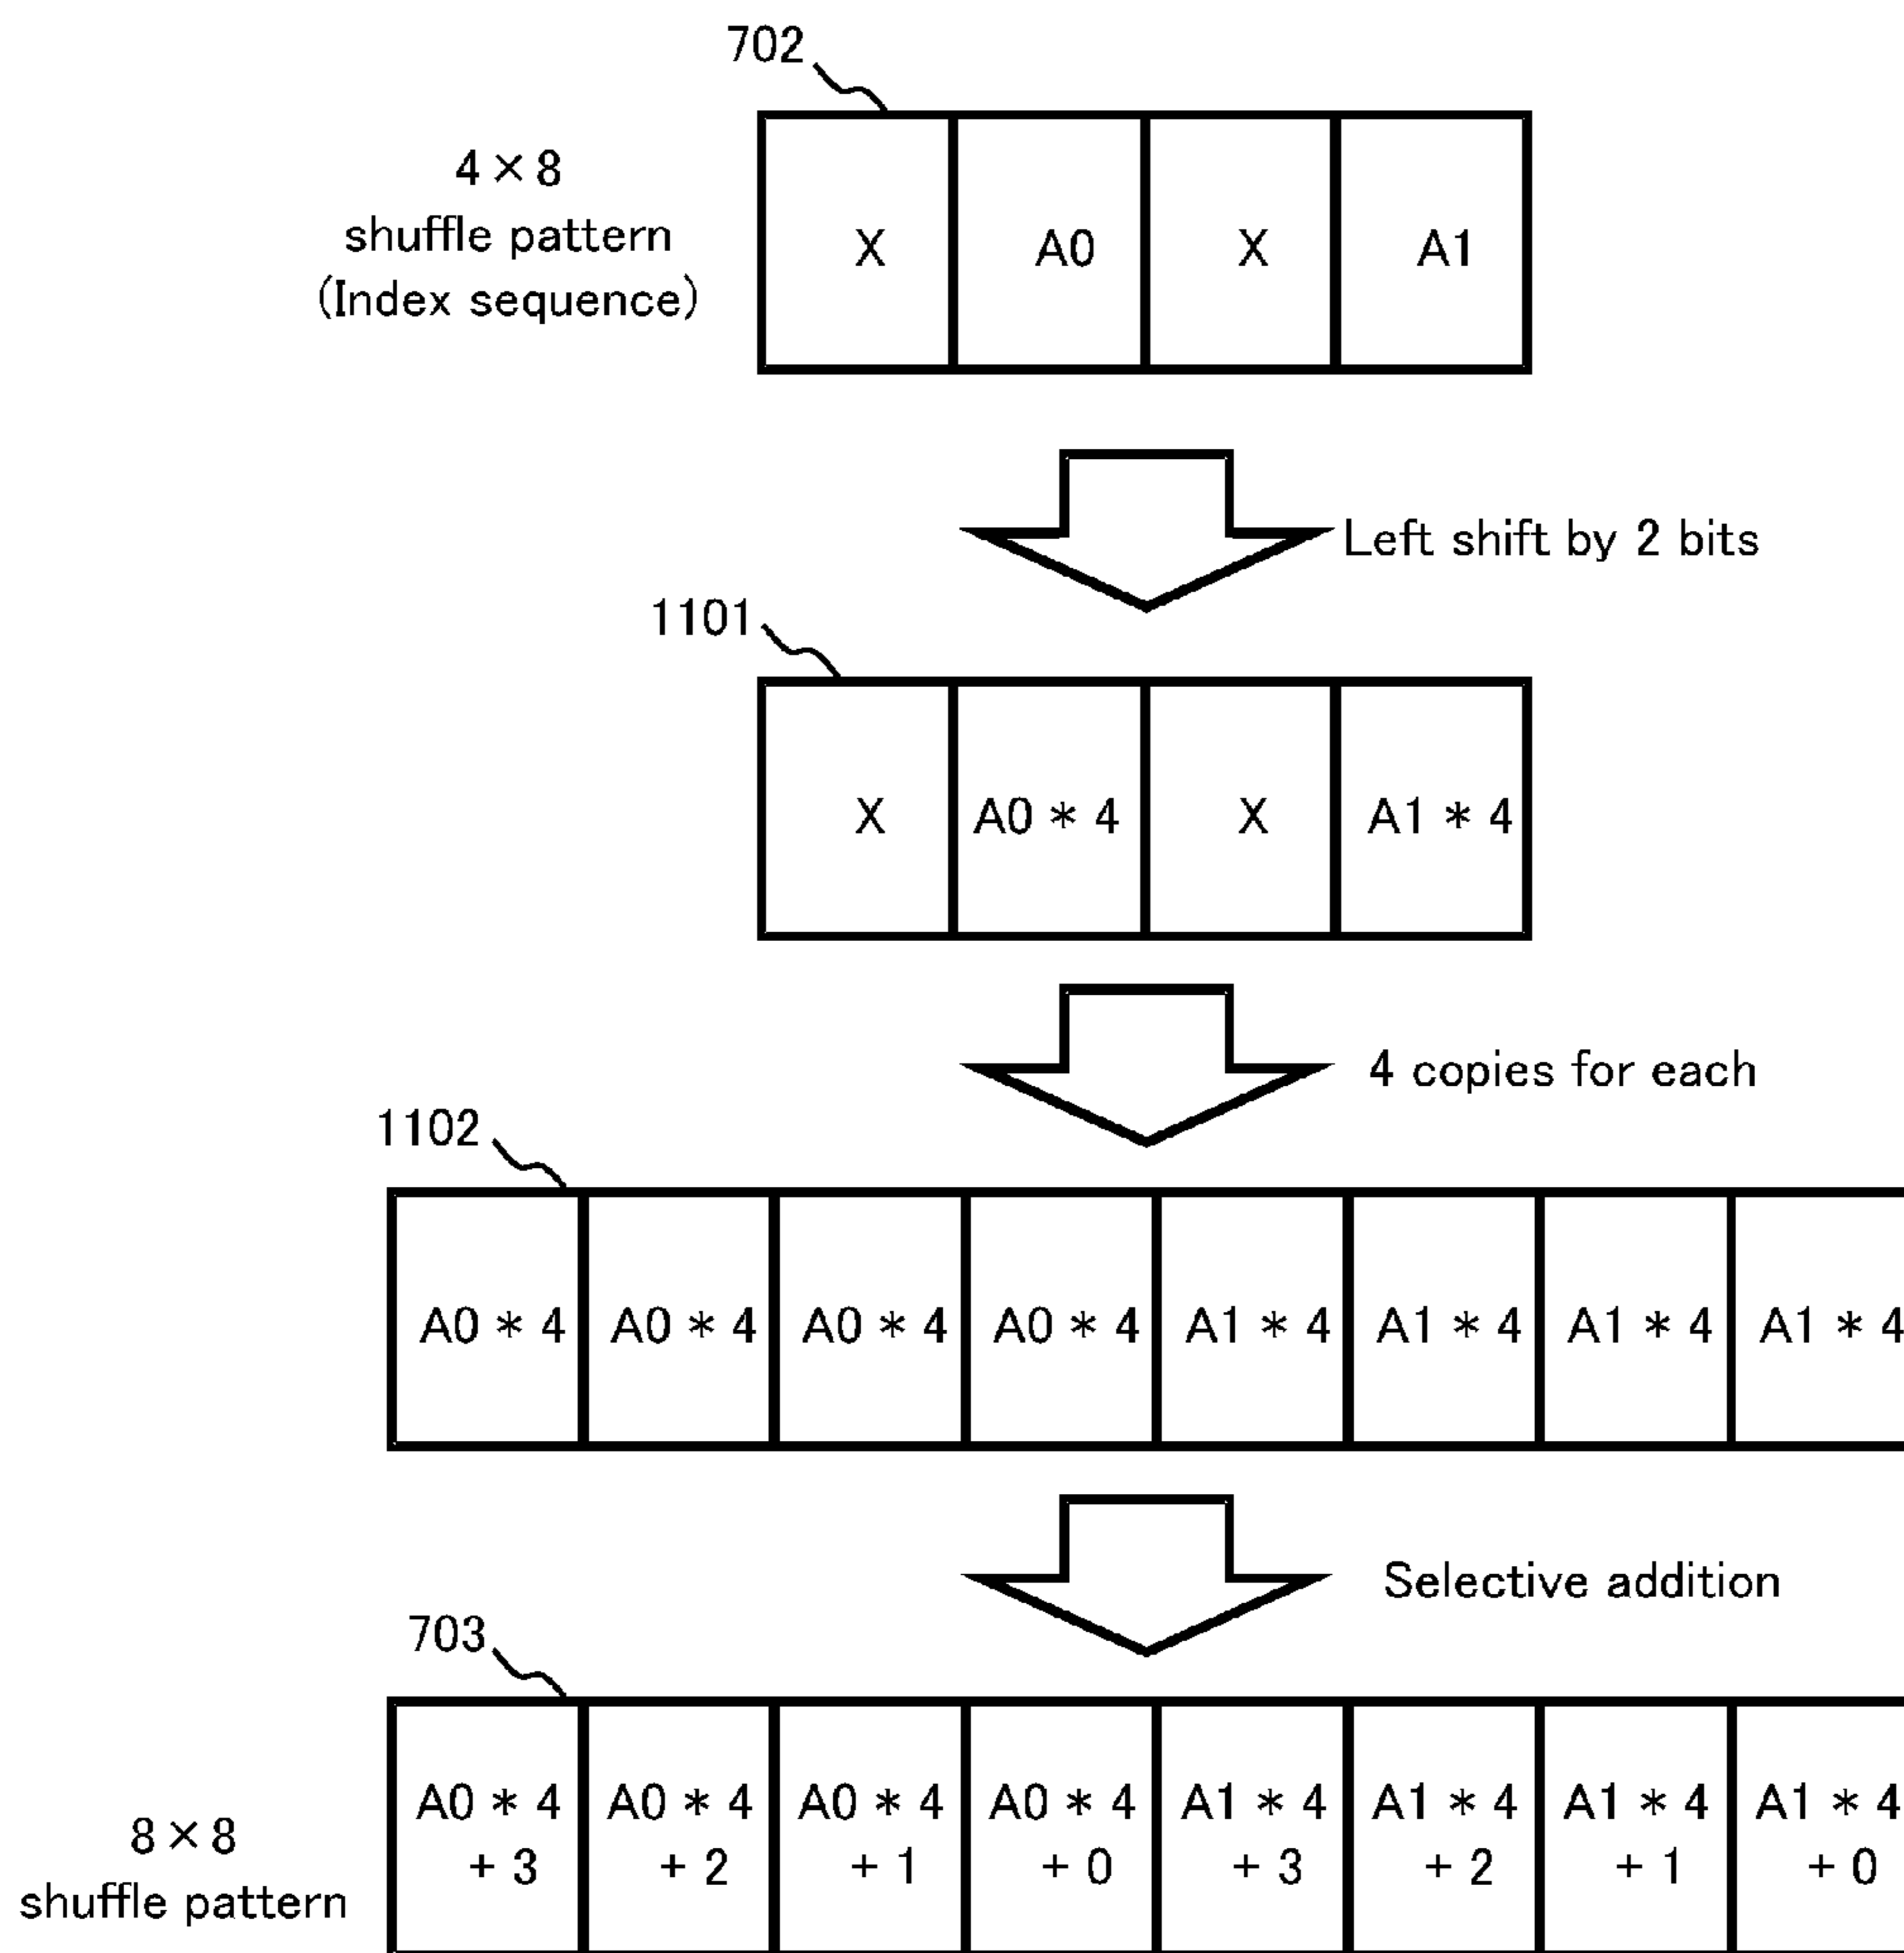 702
4×8
shuffle pattern
(Index sequence)
X A0 X A1
Left shift by 2 bits
1101
X A0 * 4 X A1 * 4
4 copies for each
1102
A0 * 4 A0 * 4 A0 * 4 A0 * 4 A1 * 4 A1 * 4 A1 * 4 A1 * 4
Selective addition
703
8×8
shuffle pattern
A0 * 4 A0 * 4 A0 * 4 A0 * 4 A1 * 4 A1 * 4 A1 * 4 A1 * 4
+ 3 + 2 + 1 + 0 + 3 + 2 + 1 + 0